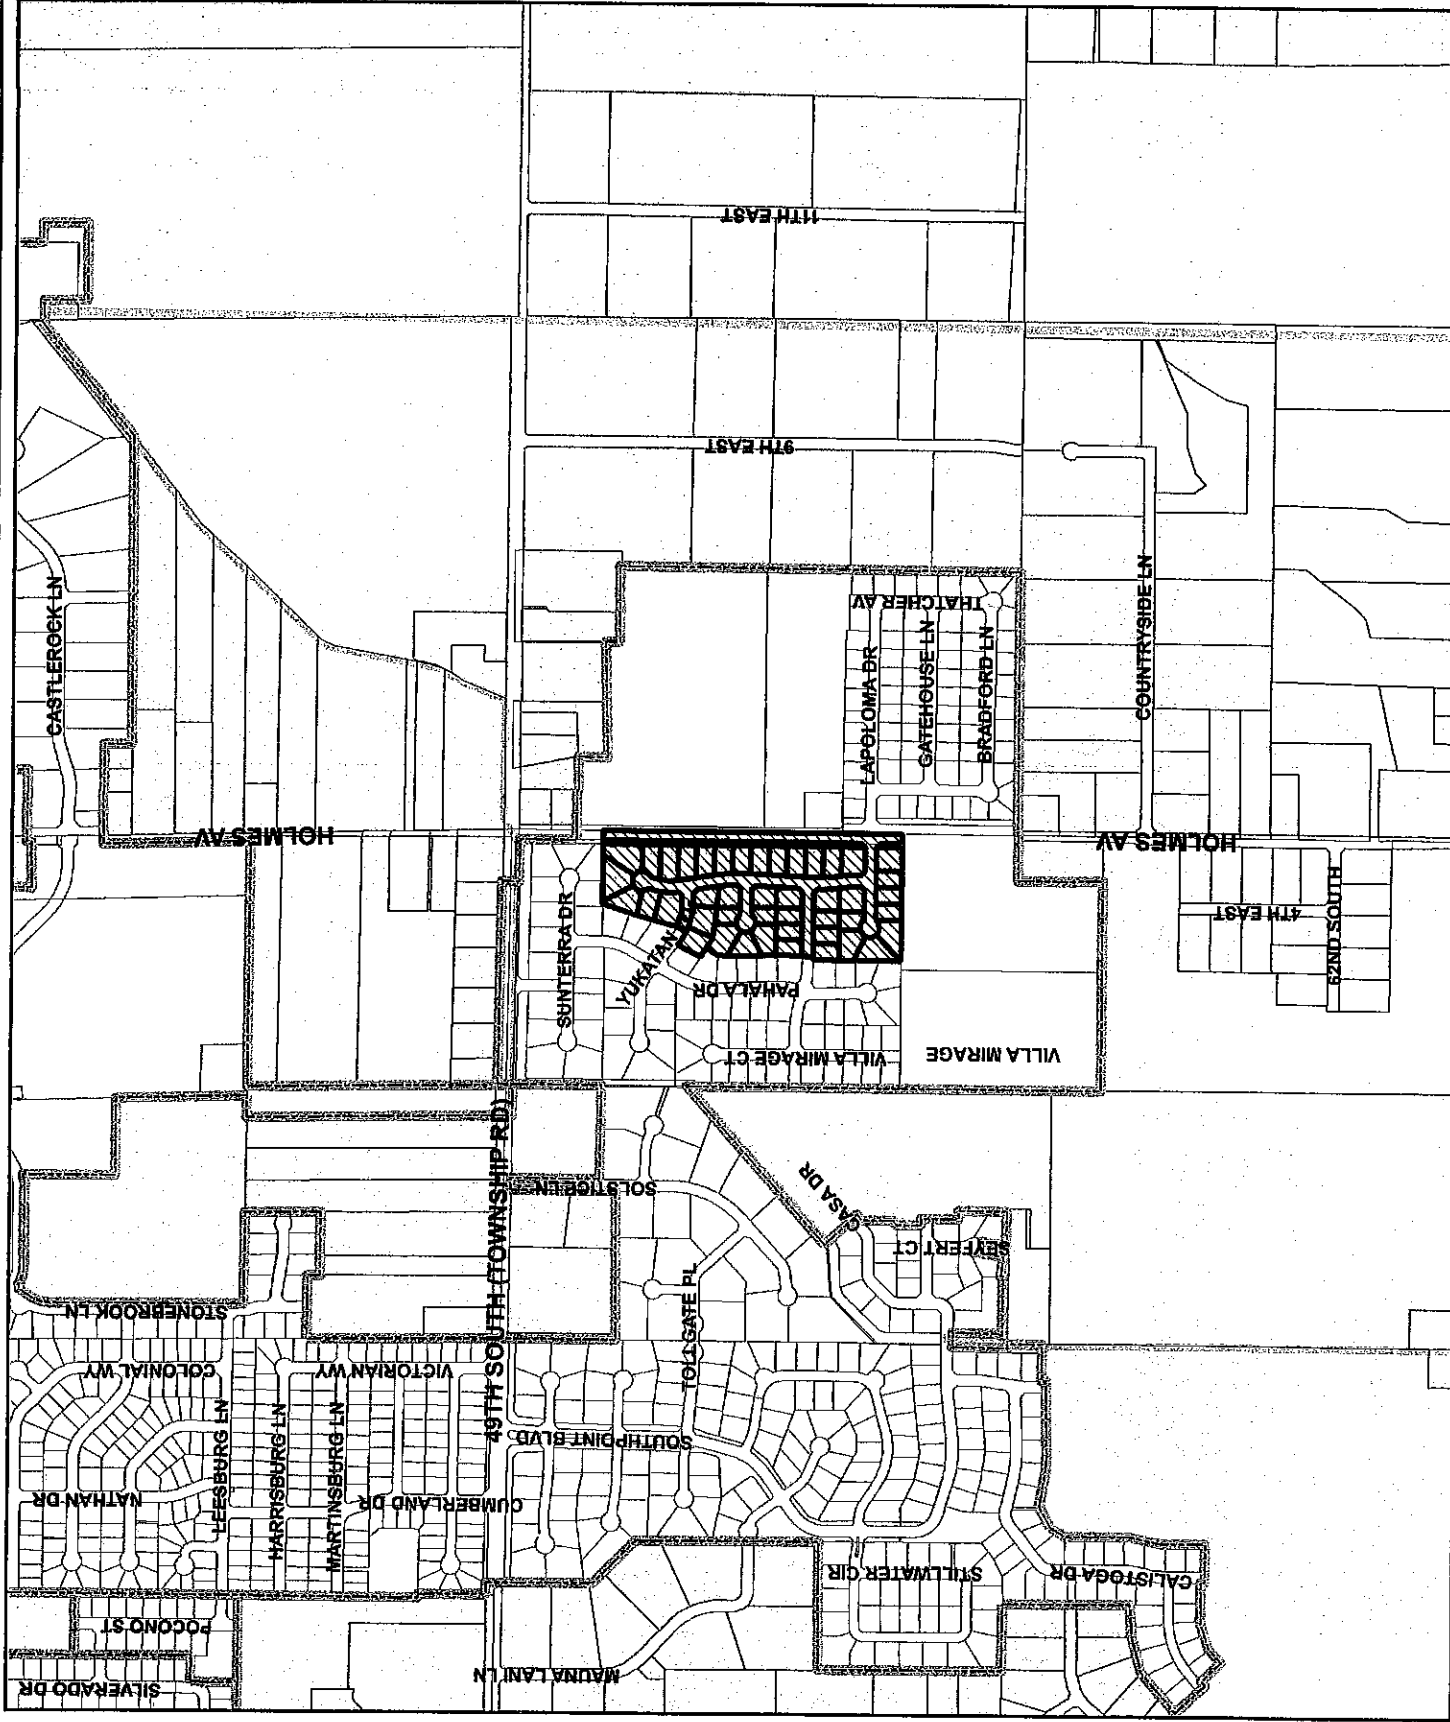 11TH EAST
9TH EAST
CASTLEROCK LN
THATCHER AV
LAPOLOMA DR
GATEHOUSE LN
BRADFORD LN
COUNTRYSIDE LN
HOLMES AV
HOLMES AV
4TH EAST
62ND SOUTH
SUNTERRA DR
YUKATAN
PAHALA DR
VILLA MIRAGE CT
VILLA MIRAGE
49TH SOUTH (TOWNSHIP RD)
SOLSTICE LN
CASA DR
SEYFERT CT
STONEBROOK LN
TOLLGATE PL
COLONIAL WY
VICTORIAN WY
LEESBURG LN
HARRISBURG LN
MARTINSBURG LN
SOUTHPOINT BLVD
NATHAN DR
CUMBERLAND DR
STILLWATER CIR
CALISTOGA DR
POCONO ST
MAUNA LANI LN
SILVERADO DR